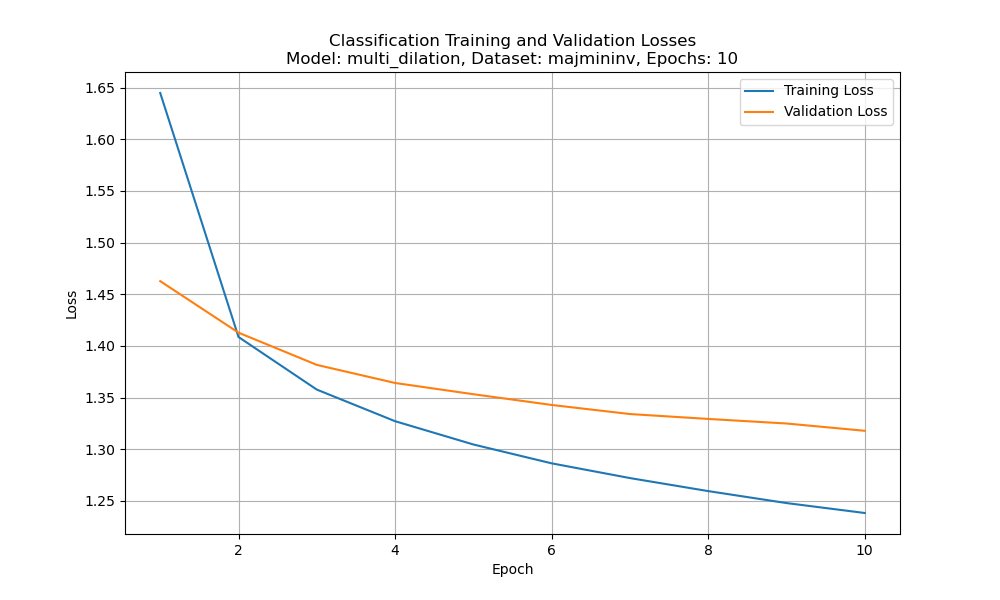 Classification Training and Validation Losses
Model: multi_dilation, Dataset: majmininv, Epochs: 10
Training Loss
Validation Loss
Loss
1.65
1.60
1.55
1.50
1.45
1.40
1.35
1.30
1.25
2
4
6
8
10
Epoch